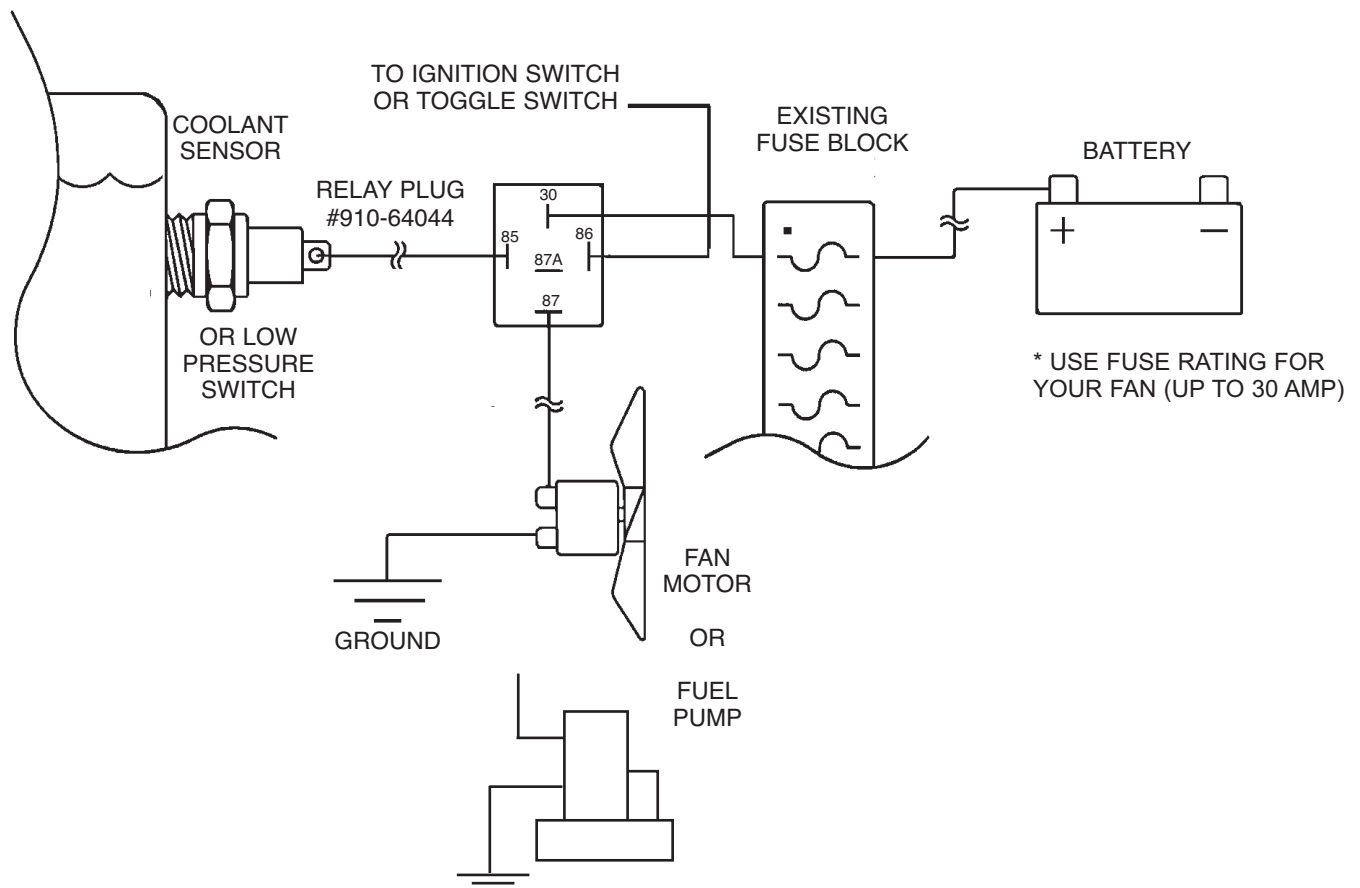 TO IGNITION SWITCH
OR TOGGLE SWITCH
COOLANT
SENSOR
EXISTING
FUSE BLOCK
BATTERY
RELAY PLUG
#910-64044
30
85
86
87A
87
+
–
OR LOW
PRESSURE
SWITCH
* USE FUSE RATING FOR
YOUR FAN (UP TO 30 AMP)
GROUND
FAN
MOTOR
OR
FUEL
PUMP